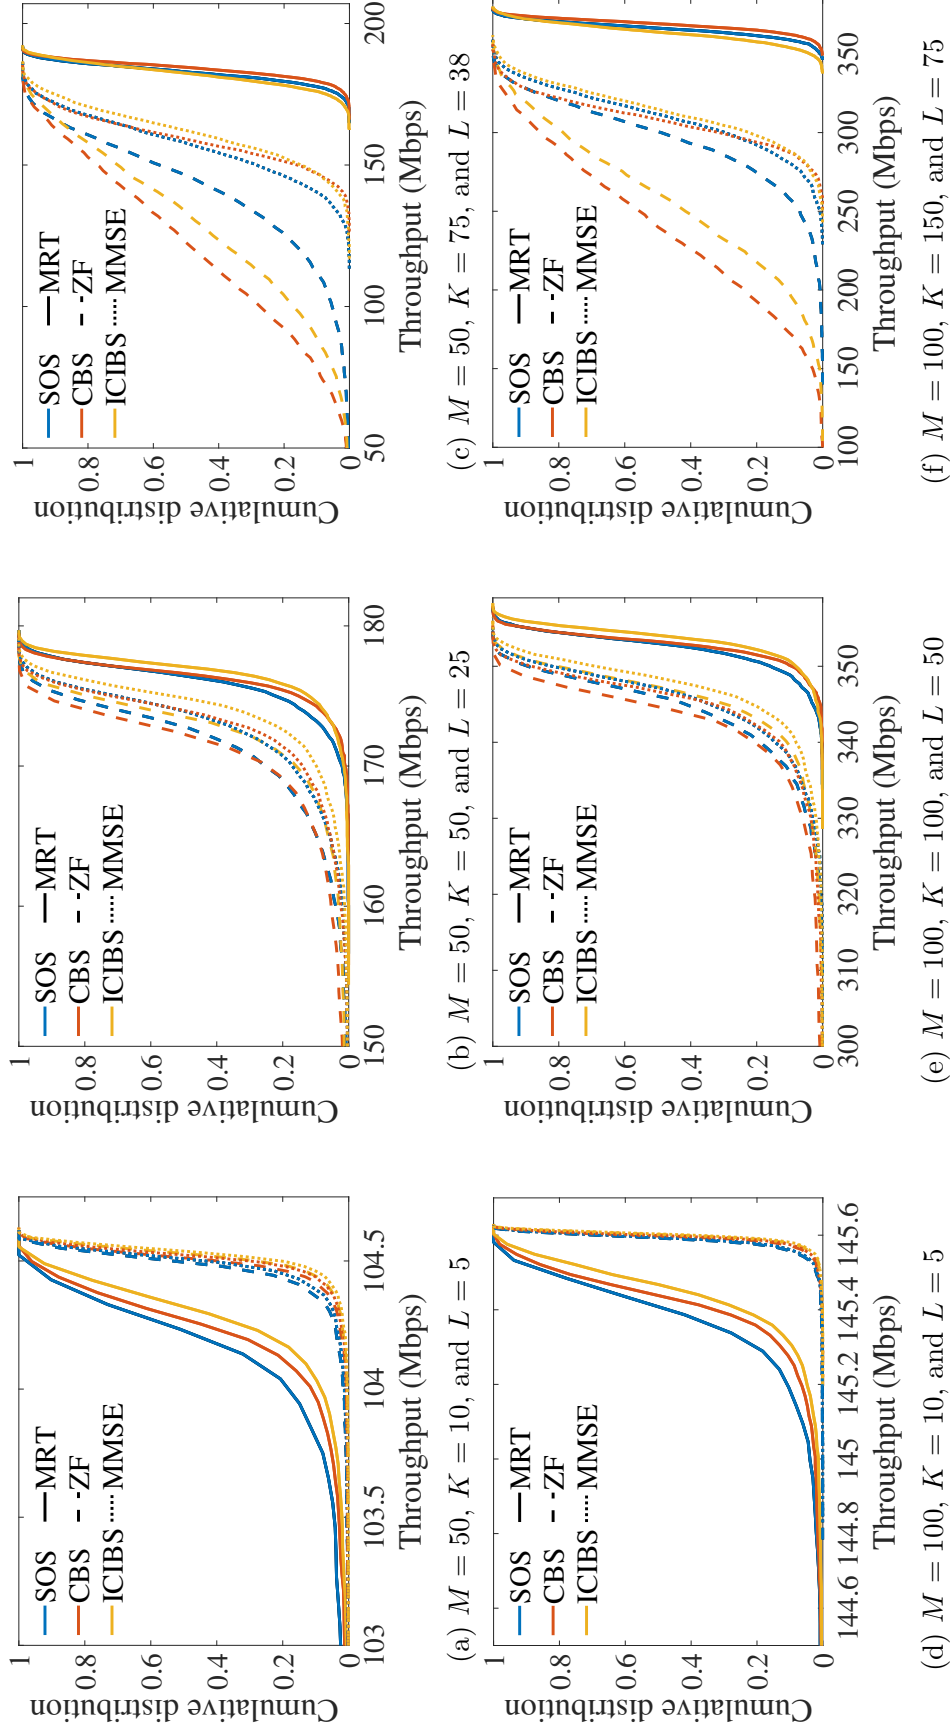 Cumulative distribution
1
0.8
0.6
0.4
0.2
0
SOS MRT
CBS ZF
ICIBS MMSE
103 103.5 104 104.5
Throughput (Mbps)
(a) M = 50, K = 10, and L = 5
Cumulative distribution
1
0.8
0.6
0.4
0.2
0
SOS MRT
CBS ZF
ICIBS MMSE
150 160 170 180
Throughput (Mbps)
(b) M = 50, K = 50, and L = 25
Cumulative distribution
1
0.8
0.6
0.4
0.2
0
SOS MRT
CBS ZF
ICIBS MMSE
50 100 150 200
Throughput (Mbps)
(c) M = 50, K = 75, and L = 38
Cumulative distribution
1
0.8
0.6
0.4
0.2
0
SOS MRT
CBS ZF
ICIBS MMSE
144.6 144.8 145 145.2 145.4 145.6
Throughput (Mbps)
(d) M = 100, K = 10, and L = 5
Cumulative distribution
1
0.8
0.6
0.4
0.2
0
SOS MRT
CBS ZF
ICIBS MMSE
300 310 320 330 340 350
Throughput (Mbps)
(e) M = 100, K = 100, and L = 50
Cumulative distribution
1
0.8
0.6
0.4
0.2
0
SOS MRT
CBS ZF
ICIBS MMSE
100 150 200 250 300 350
Throughput (Mbps)
(f) M = 100, K = 150, and L = 75